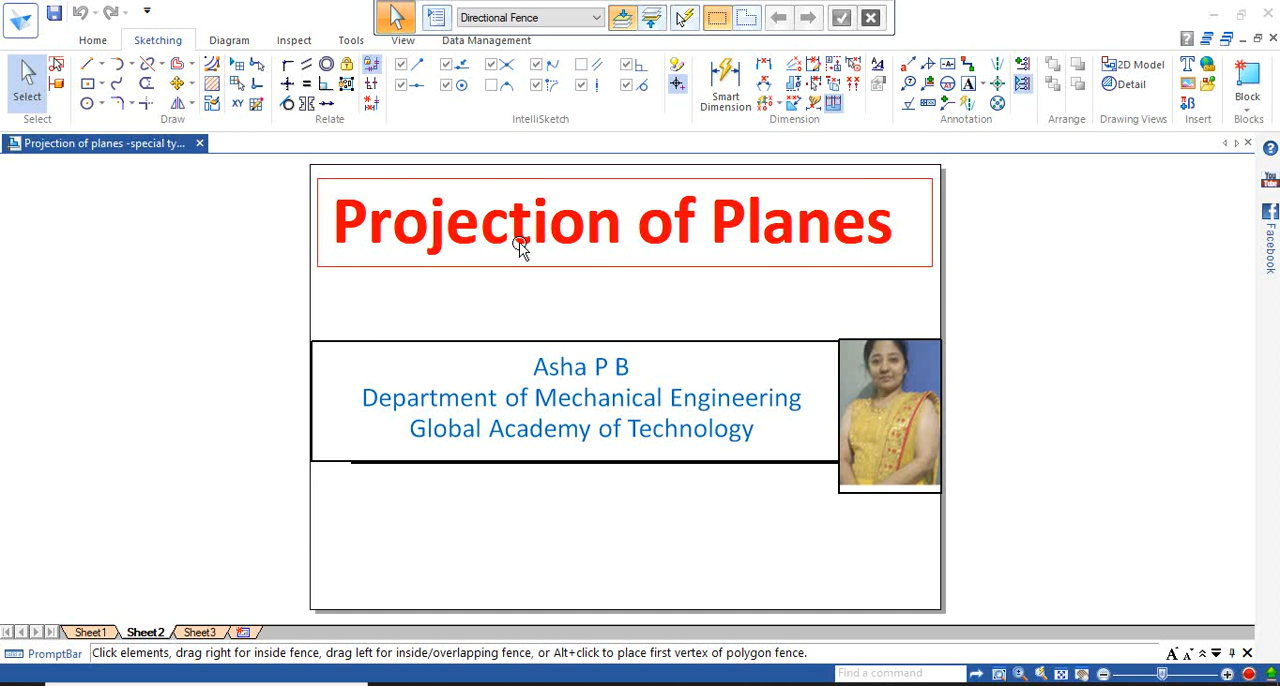 Directional Fence
Home Sketching Diagram Inspect Tools View Data Management
Select
Smart Dimension
2D Model
Detail
Block
Select Draw Relate IntelliSketch Dimension Annotation Arrange Drawing Views Insert Blocks
Projection of planes -special ty...
You Tube
Facebook
Projection of Planes
Asha P B
Department of Mechanical Engineering
Global Academy of Technology
Sheet1 Sheet2 Sheet3
PromptBar Click elements, drag right for inside fence, drag left for inside/overlapping fence, or Alt+click to place first vertex of polygon fence.
Find a command